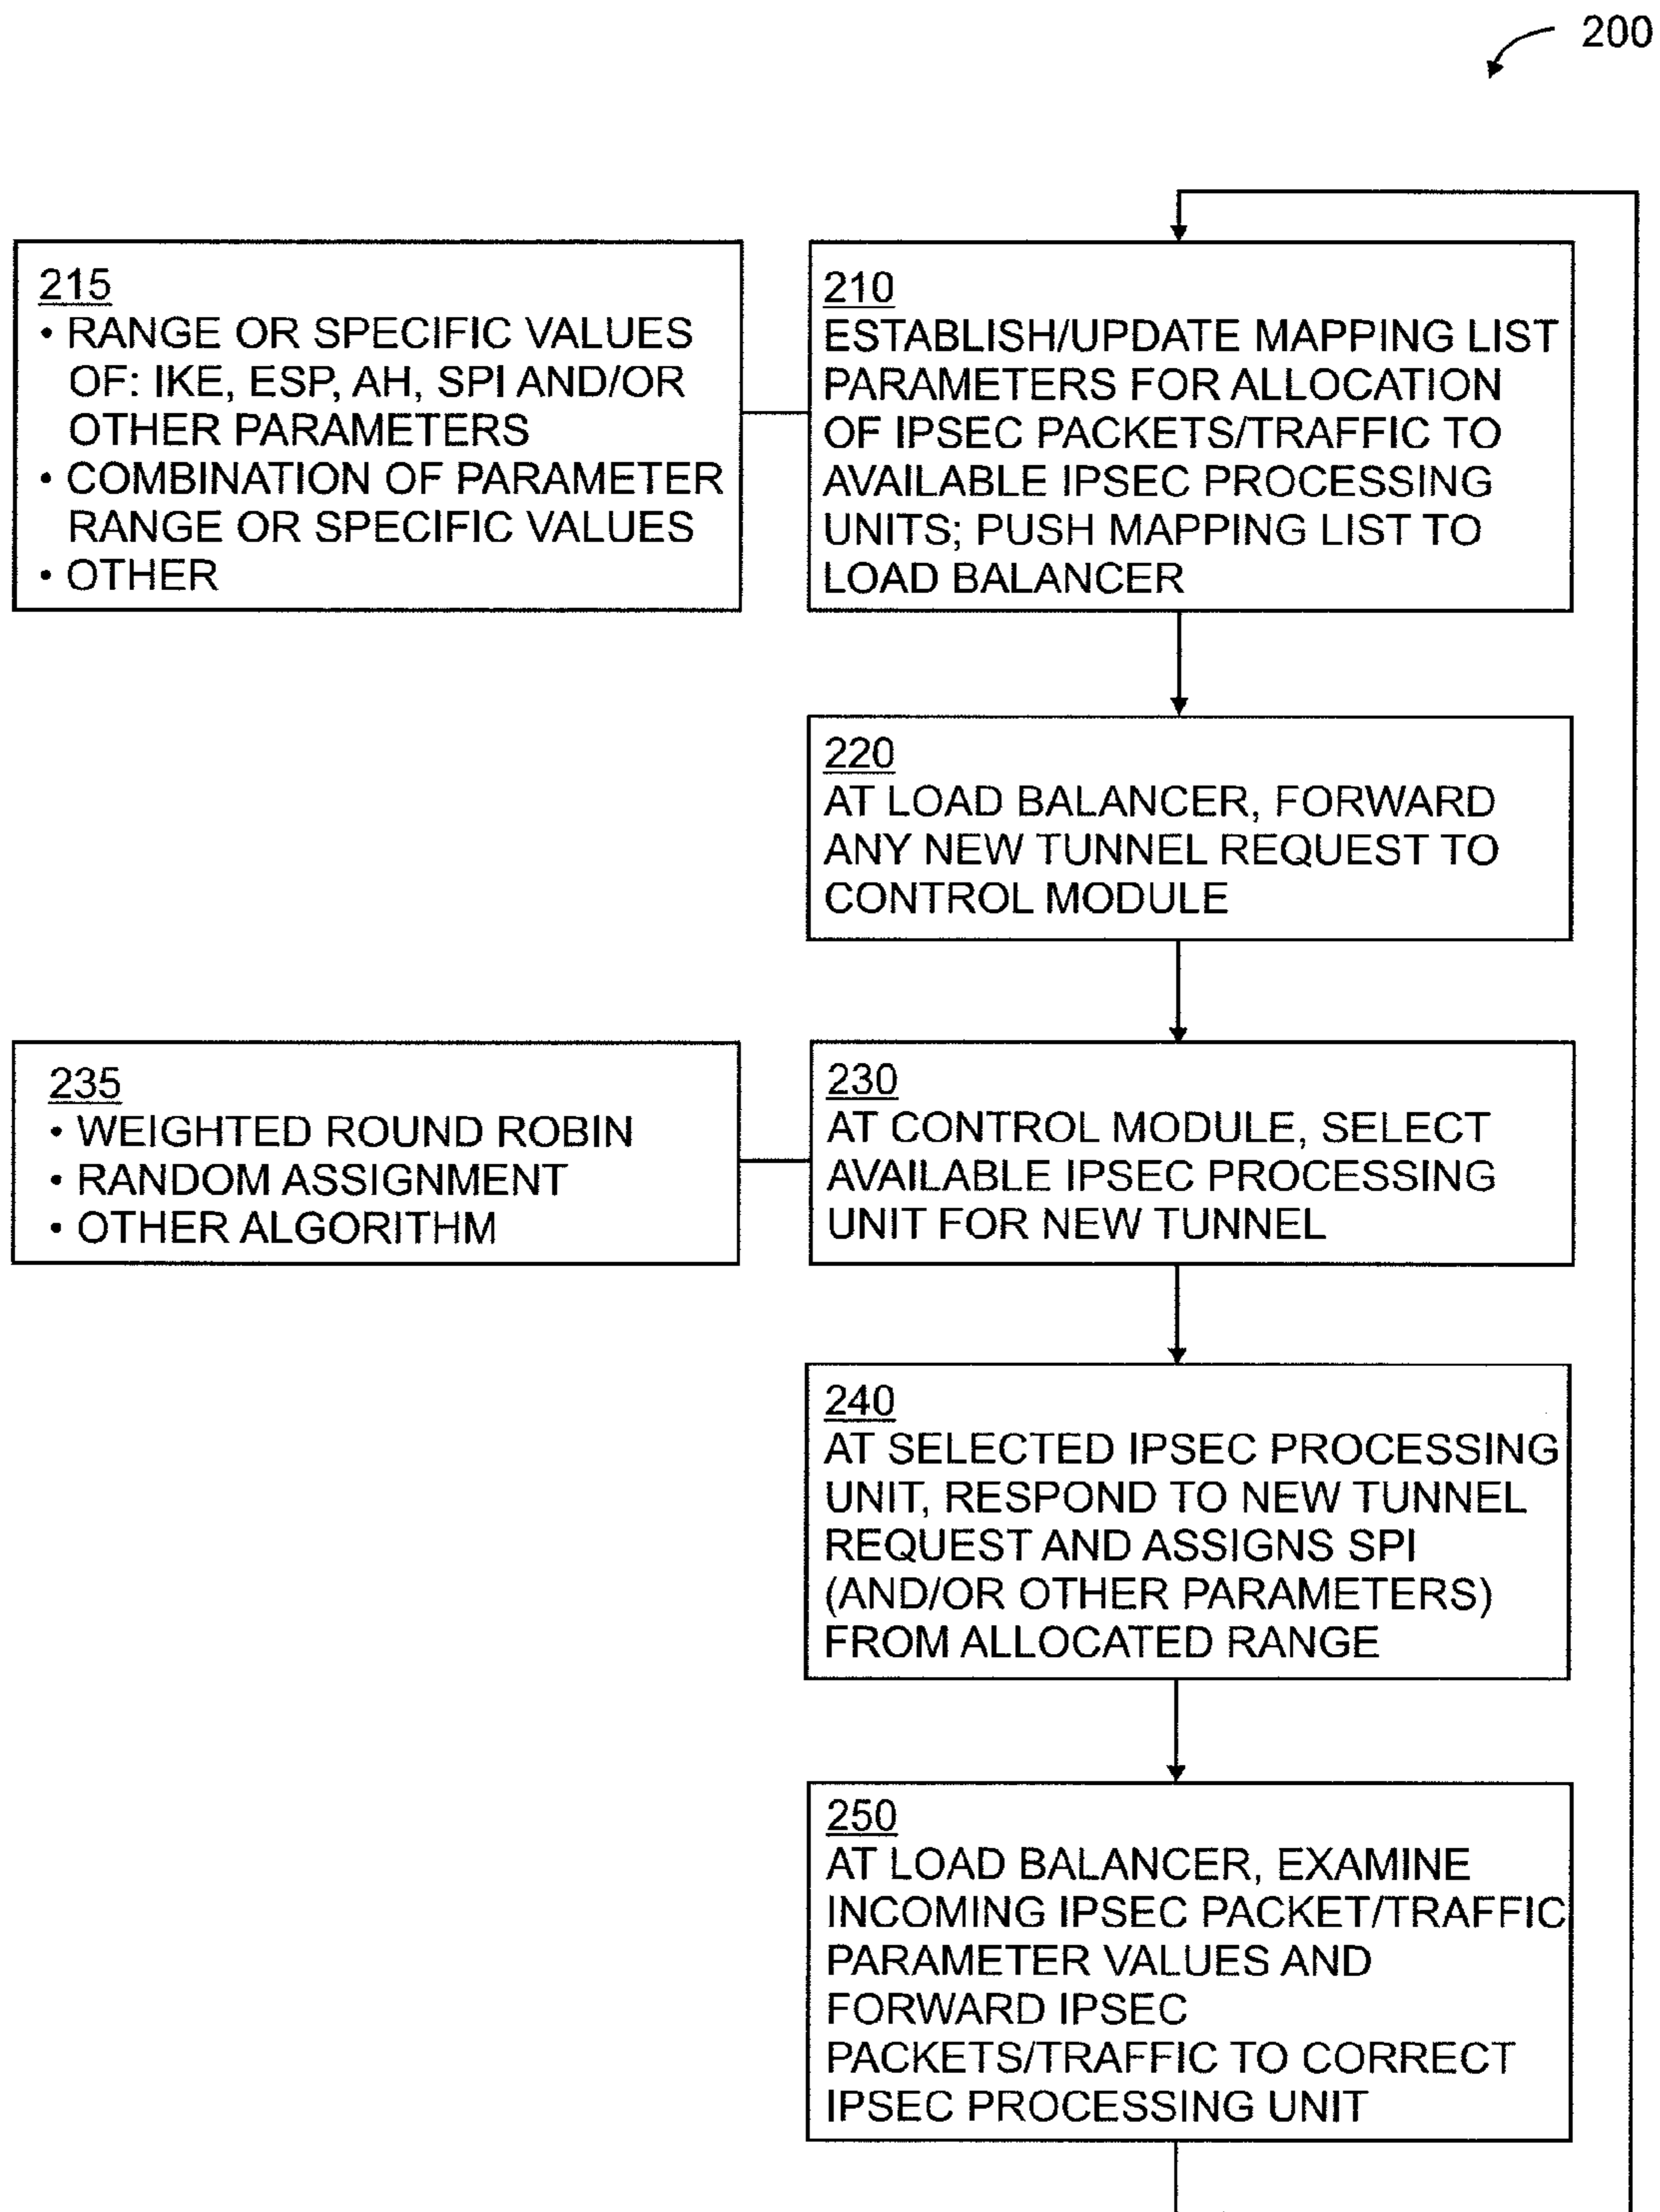 200
215
• RANGE OR SPECIFIC VALUES
OF: IKE, ESP, AH, SPI AND/OR
OTHER PARAMETERS
• COMBINATION OF PARAMETER
RANGE OR SPECIFIC VALUES
• OTHER
210
ESTABLISH/UPDATE MAPPING LIST
PARAMETERS FOR ALLOCATION
OF IPSEC PACKETS/TRAFFIC TO
AVAILABLE IPSEC PROCESSING
UNITS; PUSH MAPPING LIST TO
LOAD BALANCER
220
AT LOAD BALANCER, FORWARD
ANY NEW TUNNEL REQUEST TO
CONTROL MODULE
235
• WEIGHTED ROUND ROBIN
• RANDOM ASSIGNMENT
• OTHER ALGORITHM
230
AT CONTROL MODULE, SELECT
AVAILABLE IPSEC PROCESSING
UNIT FOR NEW TUNNEL
240
AT SELECTED IPSEC PROCESSING
UNIT, RESPOND TO NEW TUNNEL
REQUEST AND ASSIGNS SPI
(AND/OR OTHER PARAMETERS)
FROM ALLOCATED RANGE
250
AT LOAD BALANCER, EXAMINE
INCOMING IPSEC PACKET/TRAFFIC
PARAMETER VALUES AND
FORWARD IPSEC
PACKETS/TRAFFIC TO CORRECT
IPSEC PROCESSING UNIT